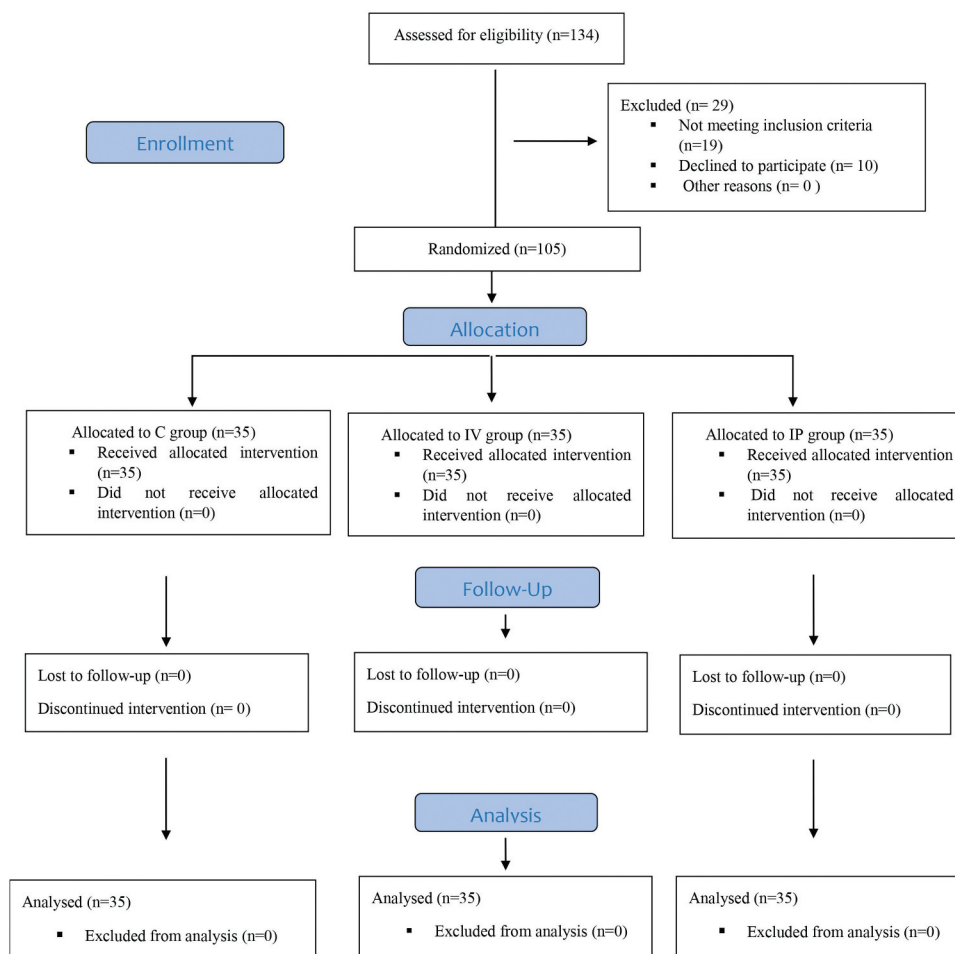 Assessed for eligibility (n=134)
Excluded (n= 29)
▪ Not meeting inclusion criteria
(n=19)
▪ Declined to participate (n= 10)
▪ Other reasons (n= 0 )
Enrollment
Randomized (n=105)
Allocation
Allocated to C group (n=35)
▪ Received allocated intervention
(n=35)
▪ Did not receive allocated
intervention (n=0)
Allocated to IV group (n=35)
▪ Received allocated intervention
(n=35)
▪ Did not receive allocated
intervention (n=0)
Allocated to IP group (n=35)
▪ Received allocated intervention
(n=35)
▪ Did not receive allocated
intervention (n=0)
Follow-Up
Lost to follow-up (n=0)
Discontinued intervention (n= 0)
Lost to follow-up (n=0)
Discontinued intervention (n=0)
Lost to follow-up (n=0)
Discontinued intervention (n=0)
Analysis
Analysed (n=35)
▪ Excluded from analysis (n=0)
Analysed (n=35)
▪ Excluded from analysis (n=0)
Analysed (n=35)
▪ Excluded from analysis (n=0)